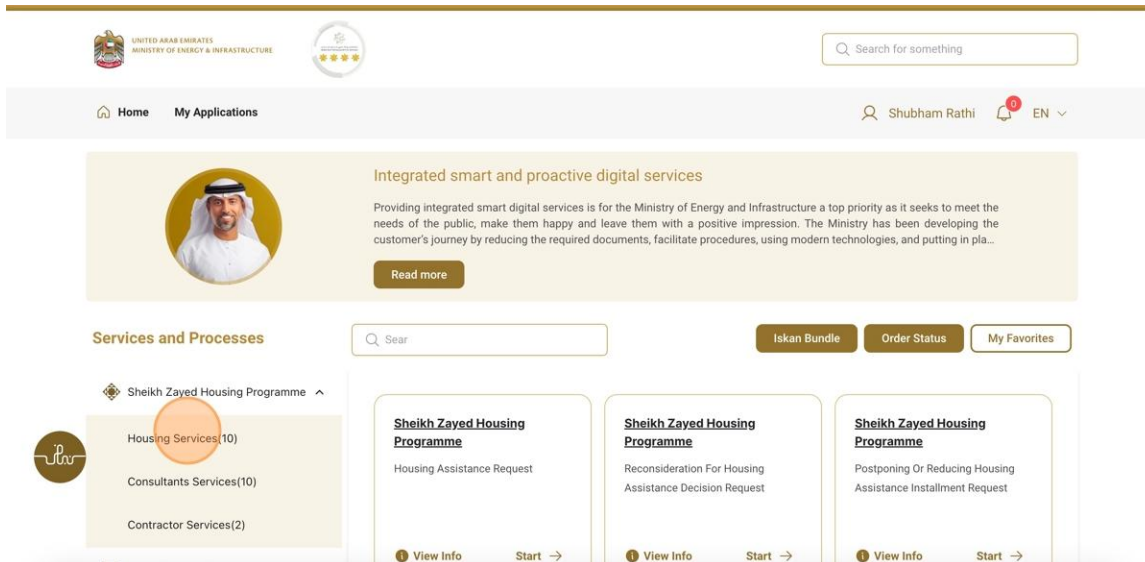 UNITED ARAB EMIRATES
MINISTRY OF ENERGY & INFRASTRUCTURE
Search for something
Home
My Applications
Shubham Rathi
0
EN
Integrated smart and proactive digital services
Providing integrated smart digital services is for the Ministry of Energy and Infrastructure a top priority as it seeks to meet the
needs of the public, make them happy and leave them with a positive impression. The Ministry has been developing the
customer's journey by reducing the required documents, facilitate procedures, using modern technologies, and putting in pla...
Read more
Services and Processes
Sear
Iskan Bundle
Order Status
My Favorites
Sheikh Zayed Housing Programme
Housing Services(10)
Consultants Services(10)
Contractor Services(2)
Sheikh Zayed Housing
Programme
Housing Assistance Request
View Info
Start →
Sheikh Zayed Housing
Programme
Reconsideration For Housing
Assistance Decision Request
View Info
Start →
Sheikh Zayed Housing
Programme
Postponing Or Reducing Housing
Assistance Installment Request
View Info
Start →